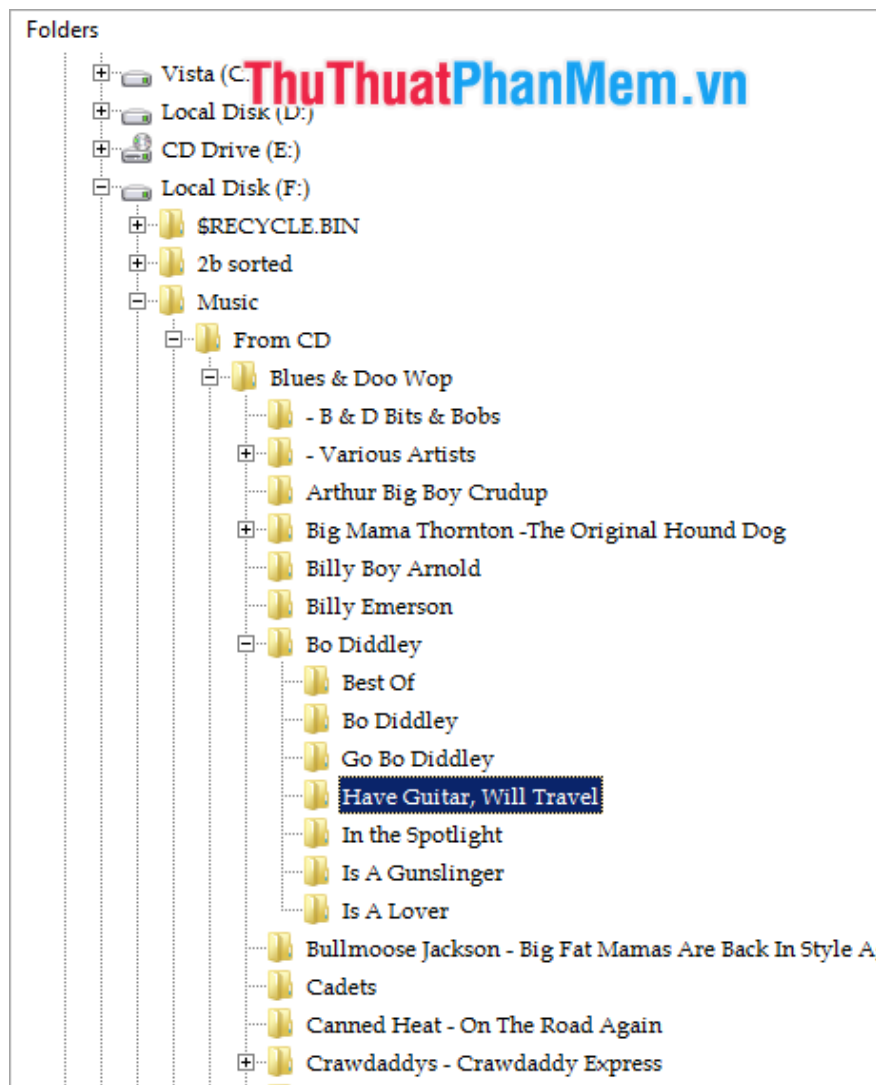 Folders
Vista (C:
ThuThuatPhanMem.vn
Local Disk (D:)
CD Drive (E:)
Local Disk (F:)
$RECYCLE.BIN
2b sorted
Music
From CD
Blues & Doo Wop
- B & D Bits & Bobs
- Various Artists
Arthur Big Boy Crudup
Big Mama Thornton -The Original Hound Dog
Billy Boy Arnold
Billy Emerson
Bo Diddley
Best Of
Bo Diddley
Go Bo Diddley
Have Guitar, Will Travel
In the Spotlight
Is A Gunslinger
Is A Lover
Bullmoose Jackson - Big Fat Mamas Are Back In Style A
Cadets
Canned Heat - On The Road Again
Crawdaddys - Crawdaddy Express